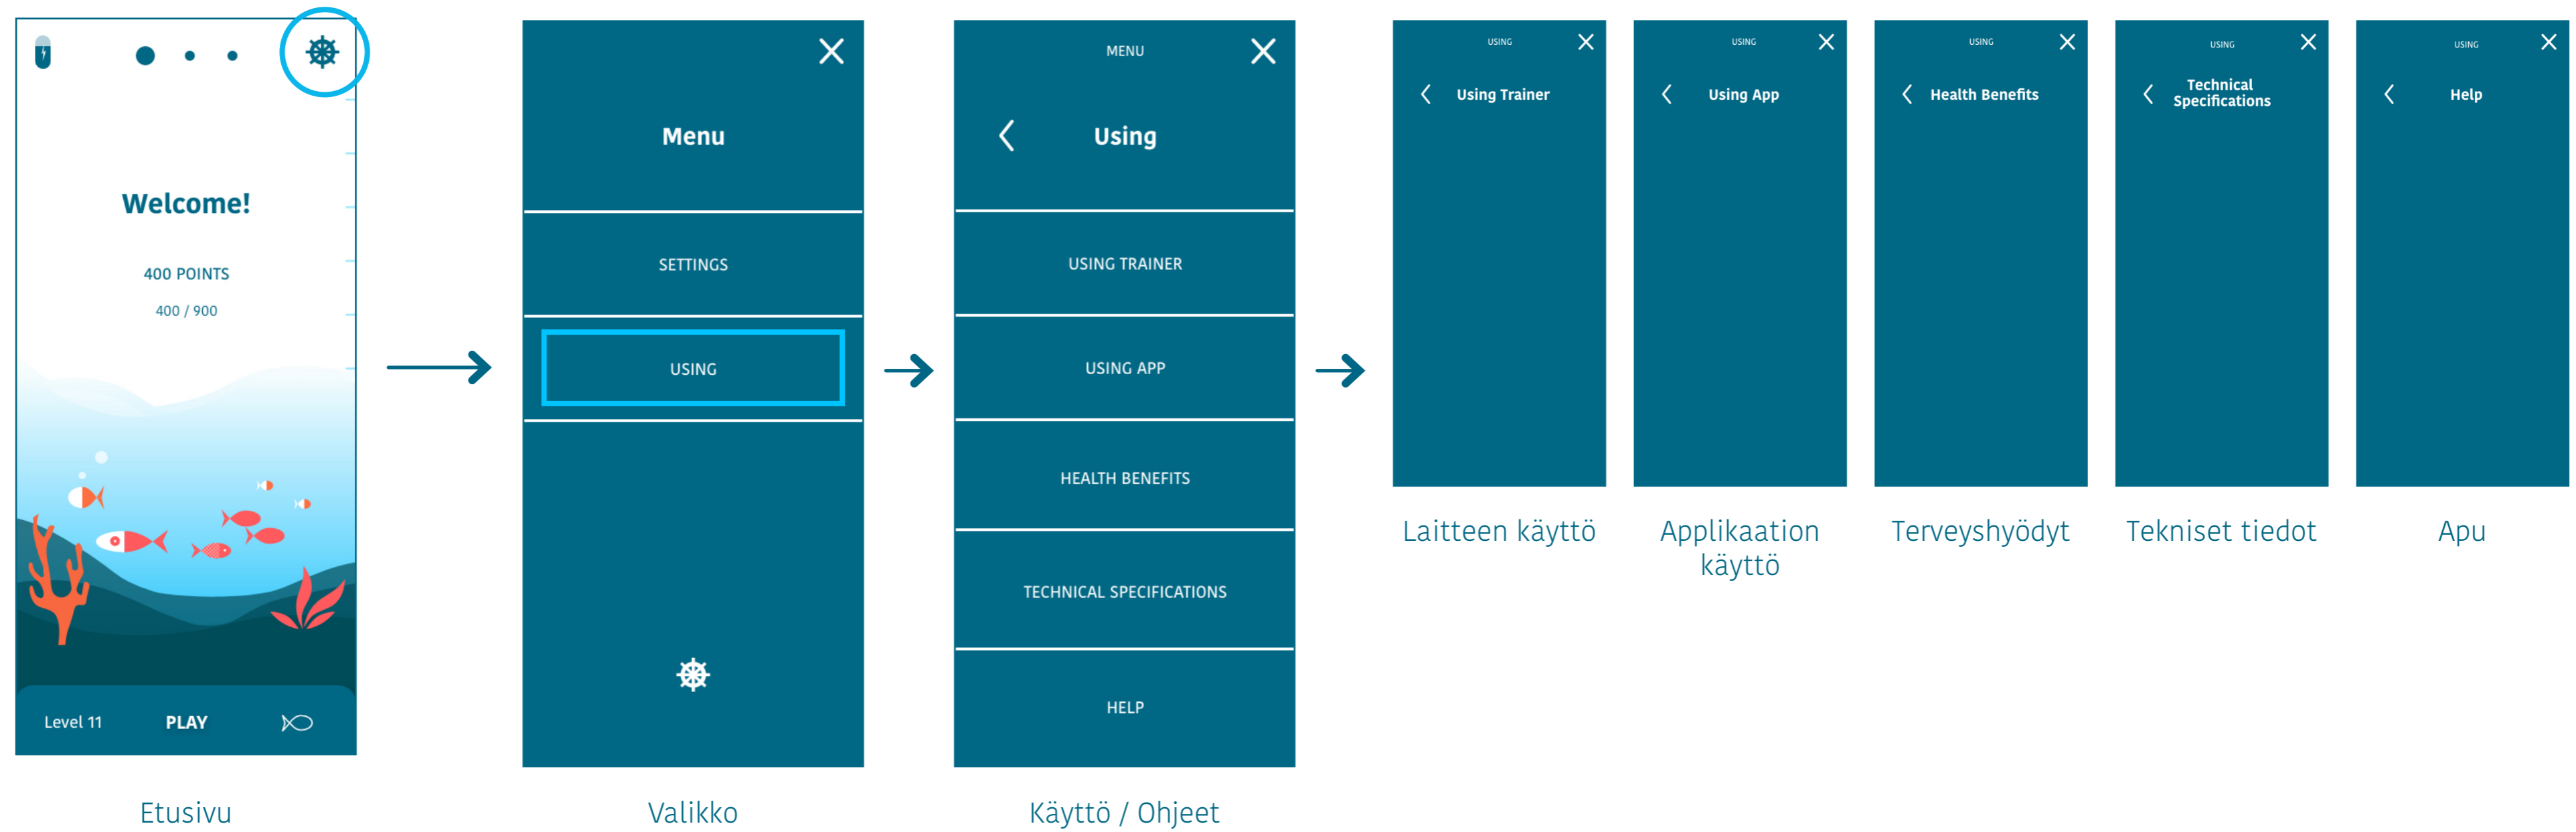 Welcome!
400 POINTS
400 / 900
Level 11
PLAY
Etusivu
Menu
SETTINGS
USING
Valikko
MENU
Using
USING TRAINER
USING APP
HEALTH BENEFITS
TECHNICAL SPECIFICATIONS
HELP
Käyttö / Ohjeet
USING
Using Trainer
Laitteen käyttö
USING
Using App
Applikaation
käyttö
USING
Health Benefits
Terveyshyödyt
USING
Technical
Specifications
Tekniset tiedot
USING
Help
Apu